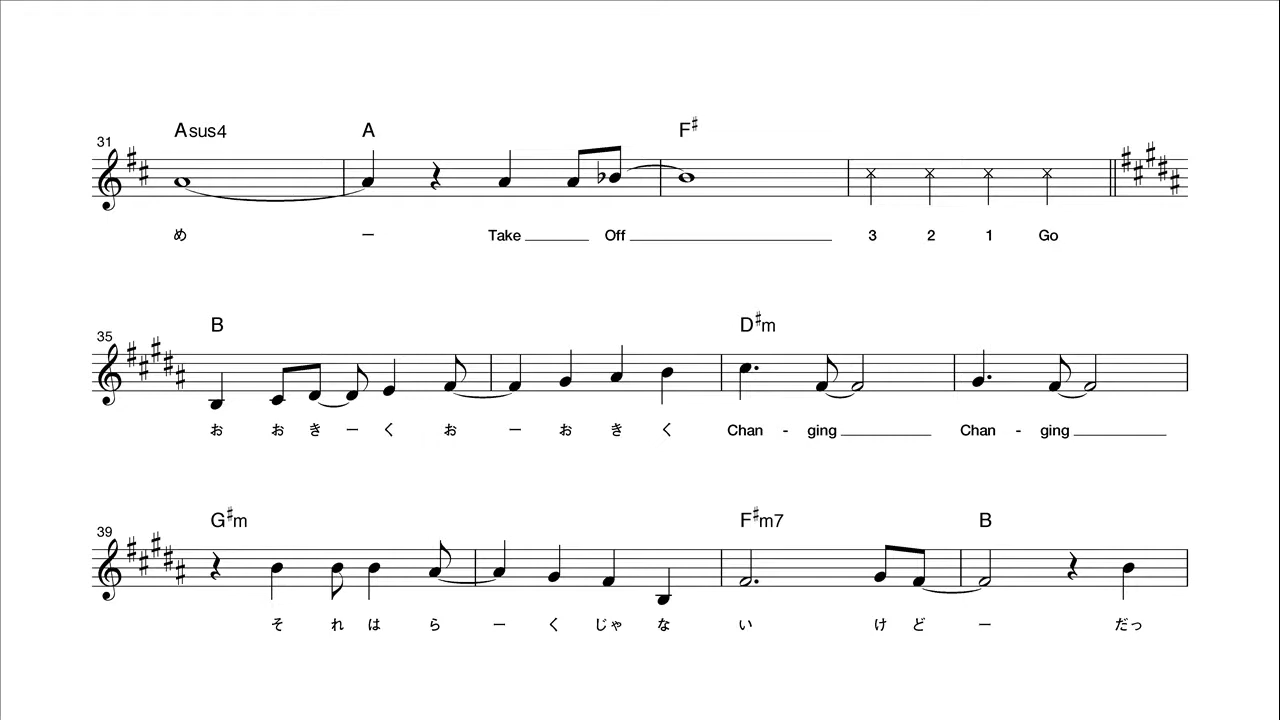 Asus4 A F♯
31
め ー Take Off 3 2 1 Go
B D♯m
35
お お き ー く お ー お き く Chan - ging Chan - ging
G♯m F♯m7 B
39
そ れ は ら ー く じゃ な い け ど ー だっ